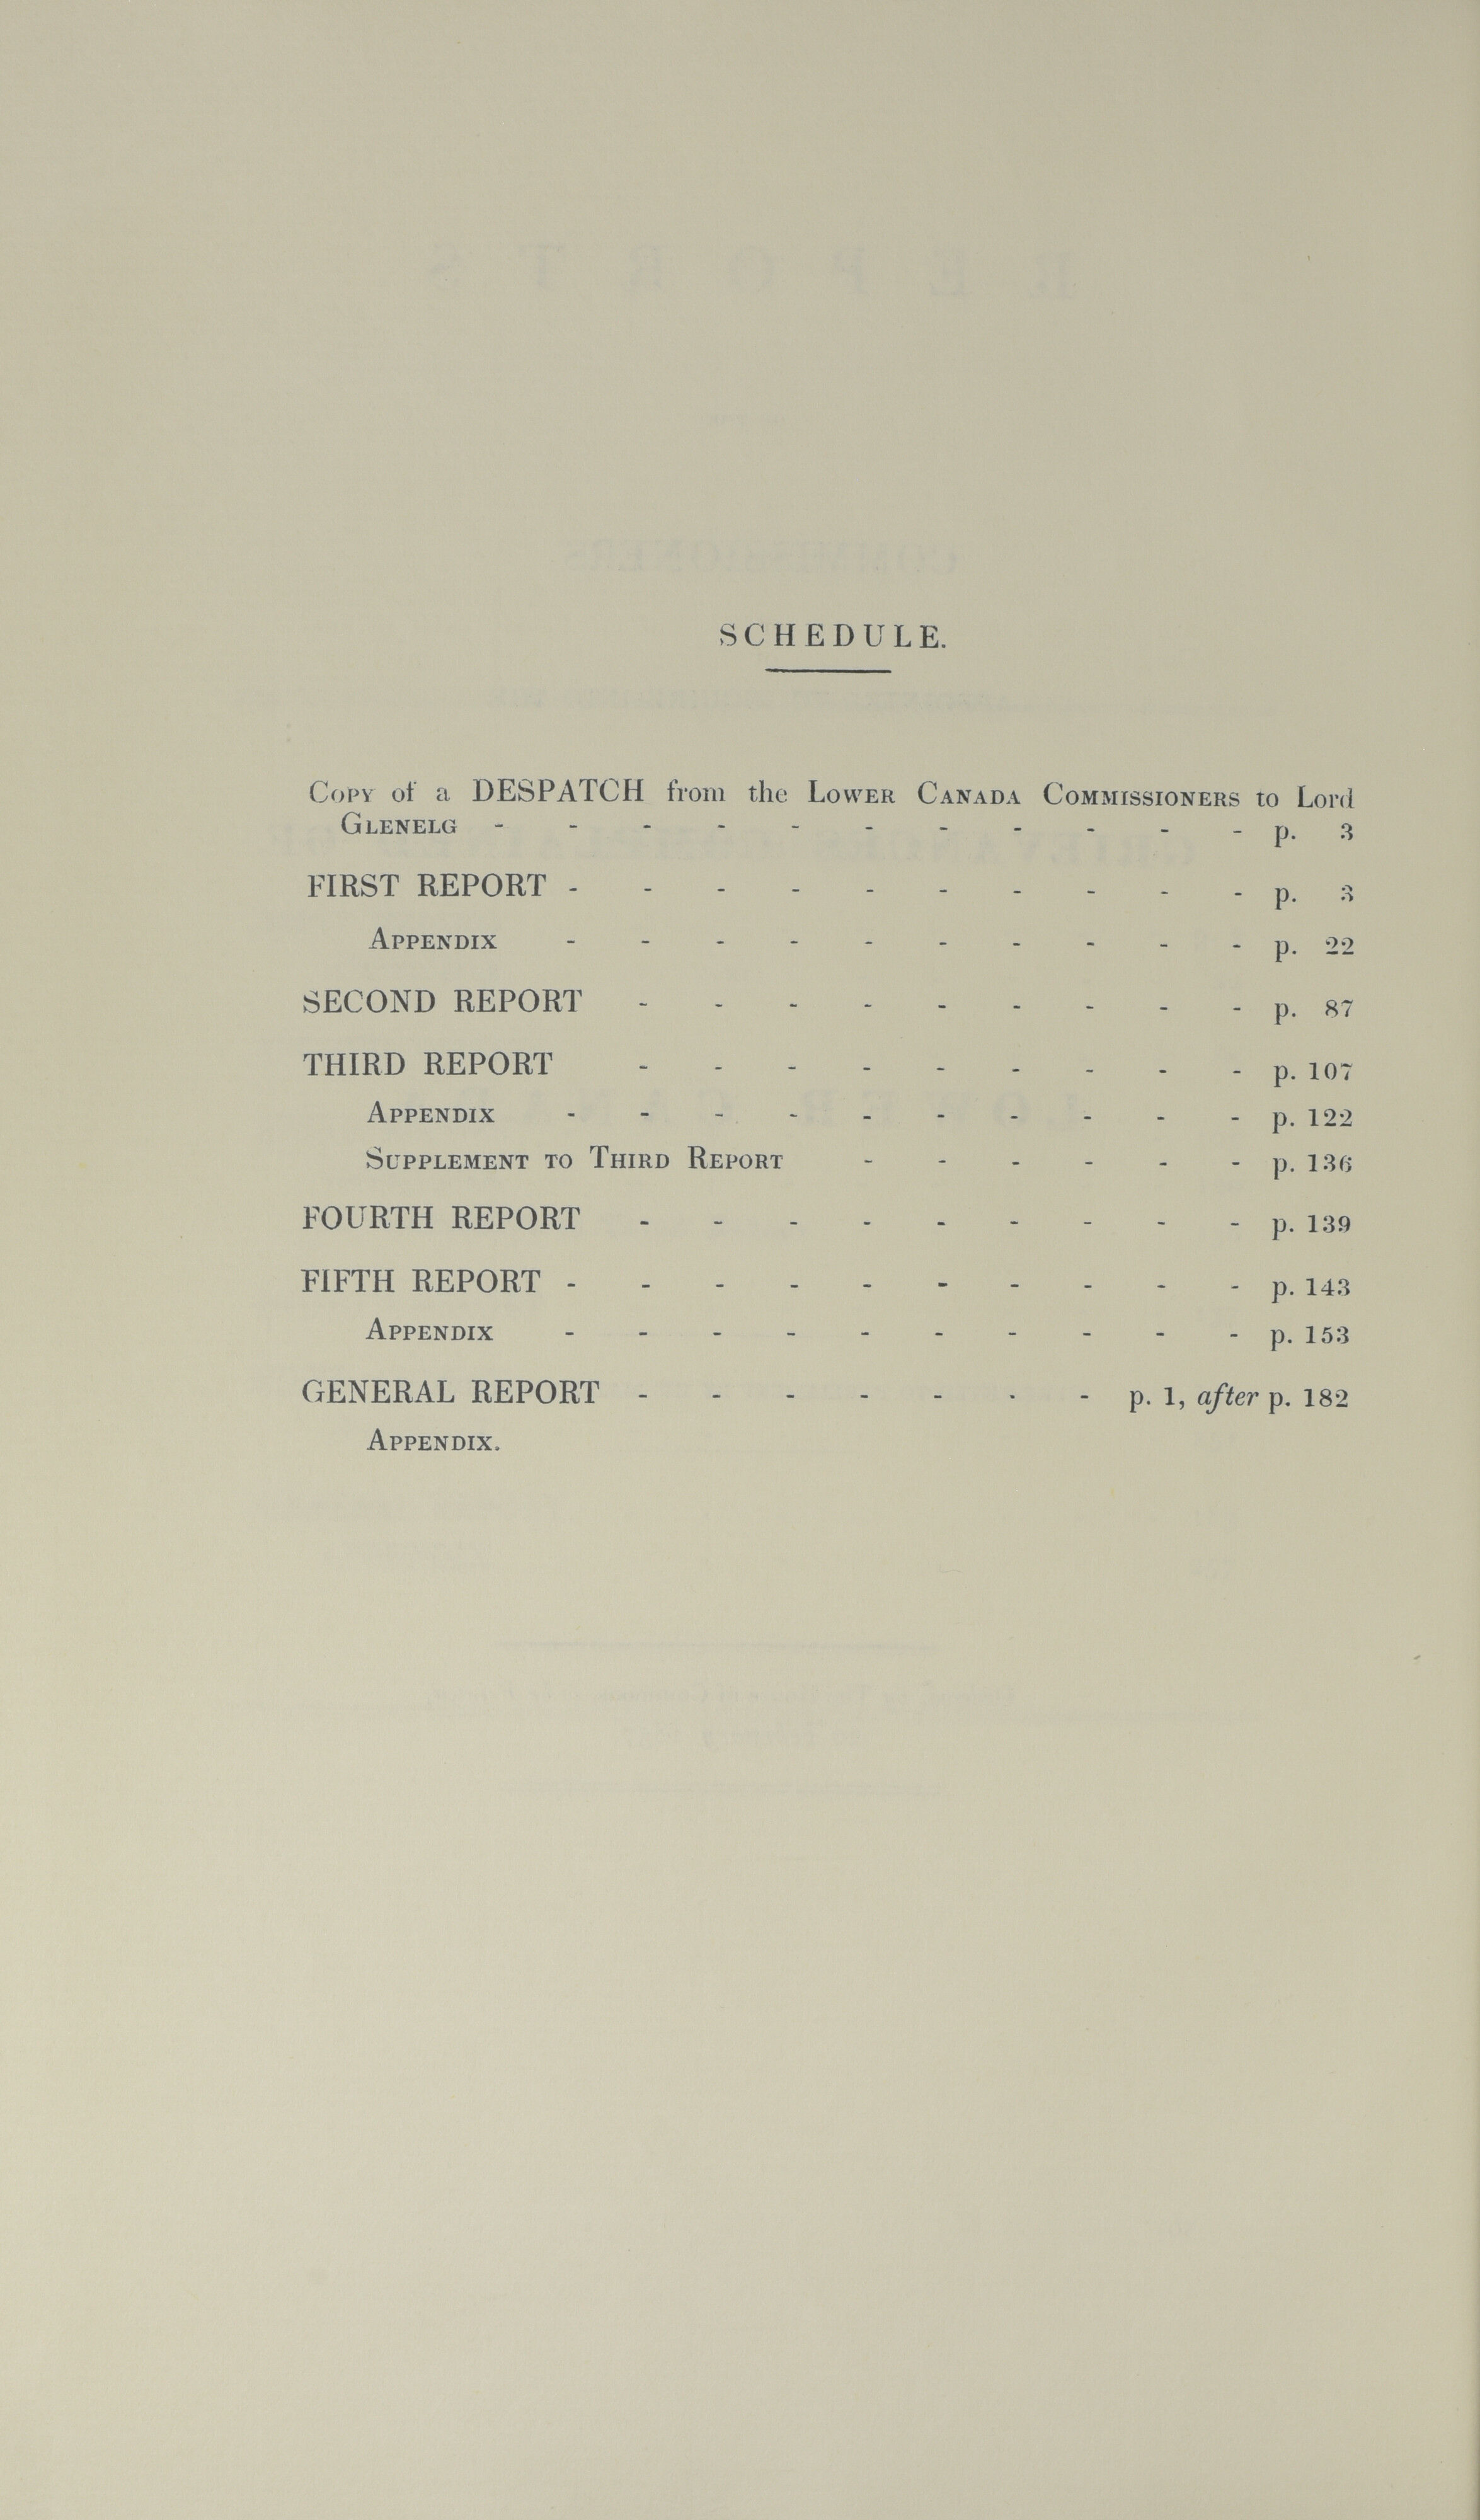 SCHEDULE.
COPY of a DESPATCH from the LOWER CANADA COMMISSIONERS to Lord
GLENELG - - - - - - - - - - - p. 3
FIRST REPORT - - - - - - - - - - p. 3
APPENDIX - - - - - - - - - - p. 22
SECOND REPORT - - - - - - - - - p. 87
THIRD REPORT - - - - - - - - - p. 107
APPENDIX - - - - - - - - - - p. 122
SUPPLEMENT TO THIRD REPORT - - - - - - p. 136
FOURTH REPORT - - - - - - - - - p. 139
FIFTH REPORT - - - - - - - - - - p. 143
APPENDIX - - - - - - - - - - p. 153
GENERAL REPORT - - - - - - - p. 1, after p. 182
APPENDIX.